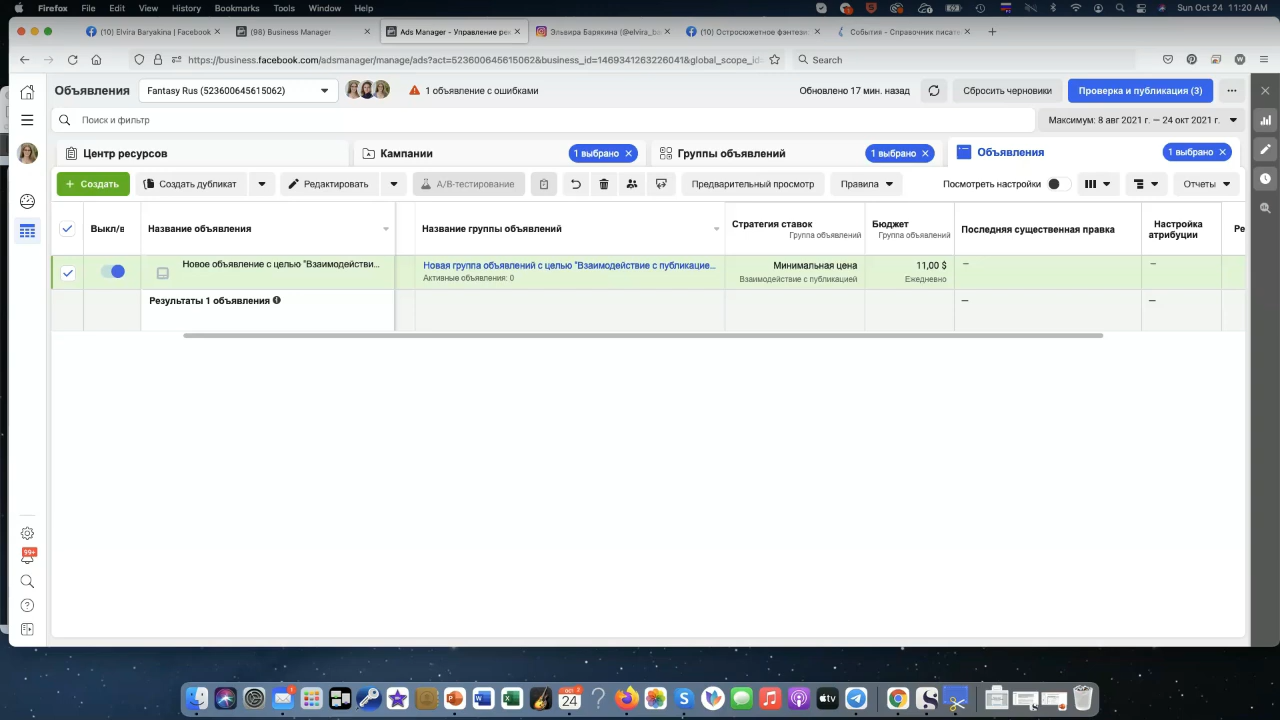 Firefox File Edit View History Bookmarks Tools Window Help Sun Oct 24 11:20 AM
(10) Elvira Baryakina | Facebook
(98) Business Manager
Ads Manager - Управление рек
Эльвира Барякина (@elvira_ba
(10) Остросюжетное фэнтези:
События - Справочник писате
https://business.facebook.com/adsmanager/manage/ads?act=523600645615062&business_id=1469341263226041&global_scope_id=
Search
Объявления
Fantasy Rus (523600645615062)
1 объявление с ошибками
Обновлено 17 мин. назад
Сбросить черновики
Проверка и публикация (3)
Поиск и фильтр
Максимум: 8 авг 2021 г. — 24 окт 2021 г.
Центр ресурсов
Кампании
1 выбрано
Группы объявлений
1 выбрано
Объявления
1 выбрано
+ Создать
Создать дубликат
Редактировать
A/B-тестирование
Предварительный просмотр
Правила
Посмотреть настройки
Отчеты
Выкл/в
Название объявления
Название группы объявлений
Стратегия ставок
Группа объявлений
Бюджет
Группа объявлений
Последняя существенная правка
Настройка
атрибуции
Ре
Новое объявление с целью "Взаимодействи...
Новая группа объявлений с целью "Взаимодействие с публикацие...
Активные объявления: 0
Минимальная цена
Взаимодействие с публикацией
11,00 $
Ежедневно
—
—
Результаты 1 объявления
—
—
99+